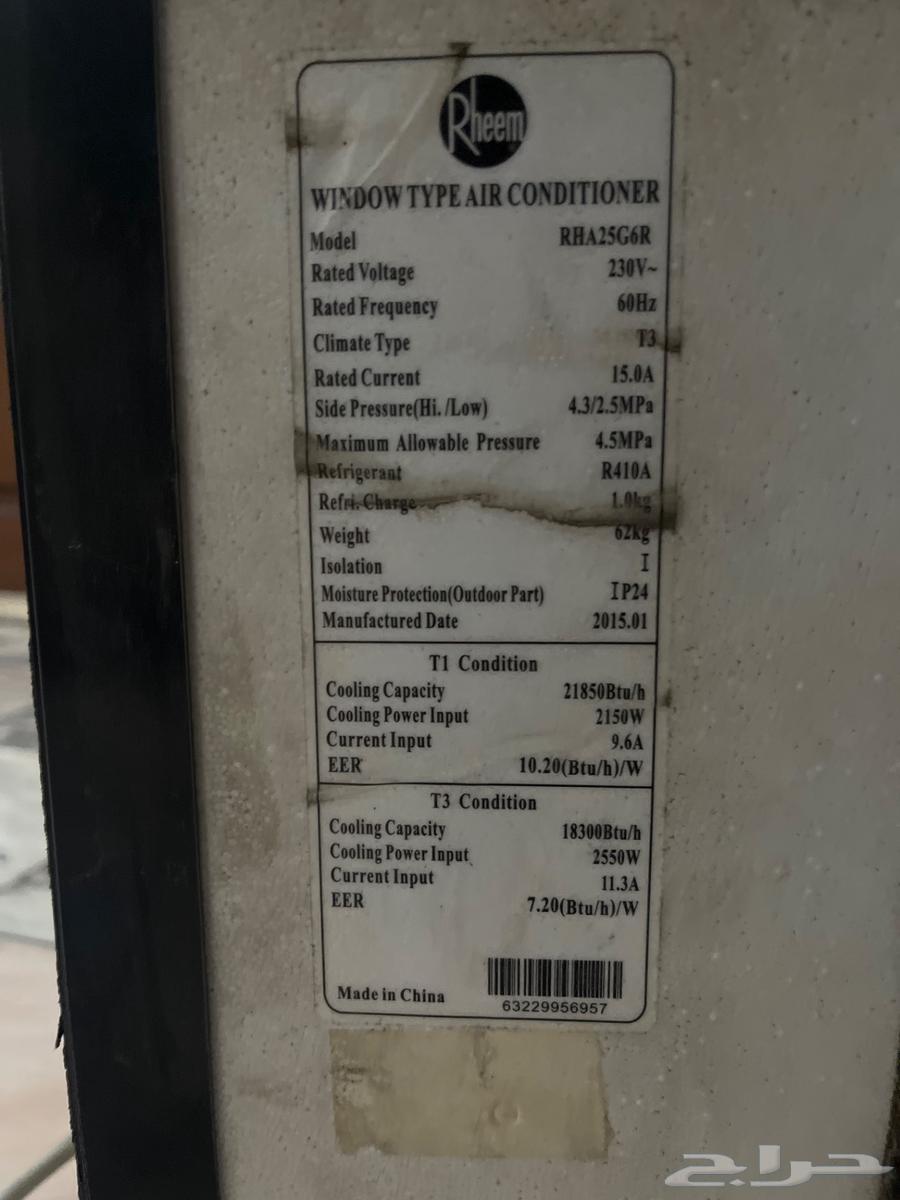 Rheem
WINDOW TYPE AIR CONDITIONER
Model RHA25G6R
Rated Voltage 230V~
Rated Frequency 60Hz
Climate Type T3
Rated Current 15.0A
Side Pressure(Hi. /Low) 4.3/2.5MPa
Maximum Allowable Pressure 4.5MPa
Refrigerant R410A
Refri. Charge 1.0kg
Weight 62kg
Isolation I
Moisture Protection(Outdoor Part) IP24
Manufactured Date 2015.01
T1 Condition
Cooling Capacity 21850Btu/h
Cooling Power Input 2150W
Current Input 9.6A
EER 10.20(Btu/h)/W
T3 Condition
Cooling Capacity 18300Btu/h
Cooling Power Input 2550W
Current Input 11.3A
EER 7.20(Btu/h)/W
Made in China
63229956957
حراج